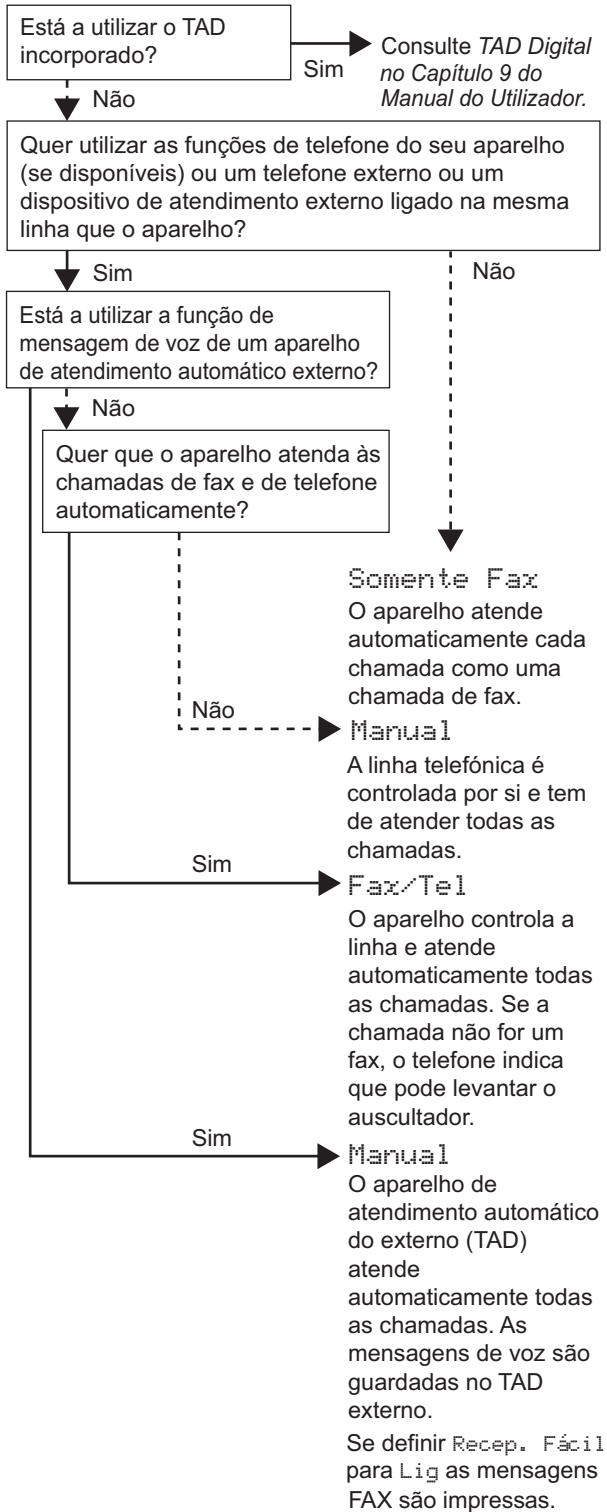 Está a utilizar o TAD
incorporado?
Sim
Consulte TAD Digital
no Capítulo 9 do
Manual do Utilizador.
Não
Quer utilizar as funções de telefone do seu aparelho
(se disponíveis) ou um telefone externo ou um
dispositivo de atendimento externo ligado na mesma
linha que o aparelho?
Sim
Não
Está a utilizar a função de
mensagem de voz de um aparelho
de atendimento automático externo?
Não
Quer que o aparelho atenda às
chamadas de fax e de telefone
automaticamente?
Somente Fax
O aparelho atende
automaticamente cada
chamada como uma
chamada de fax.
Não
Manual
A linha telefónica é
controlada por si e tem
de atender todas as
chamadas.
Sim
Fax/Tel
O aparelho controla a
linha e atende
automaticamente todas
as chamadas. Se a
chamada não for um
fax, o telefone indica
que pode levantar o
auscultador.
Sim
Manual
O aparelho de
atendimento automático
do externo (TAD)
atende
automaticamente todas
as chamadas. As
mensagens de voz são
guardadas no TAD
externo.
Se definir Recep. Fácil
para Lig as mensagens
FAX são impressas.